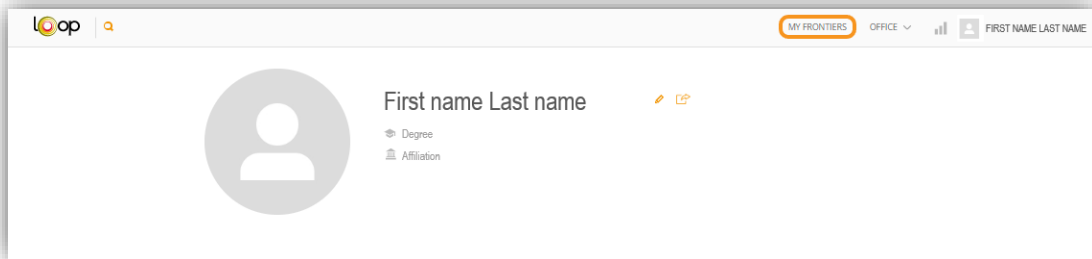 loop
MY FRONTIERS OFFICE FIRST NAME LAST NAME
First name Last name
Degree
Affiliation